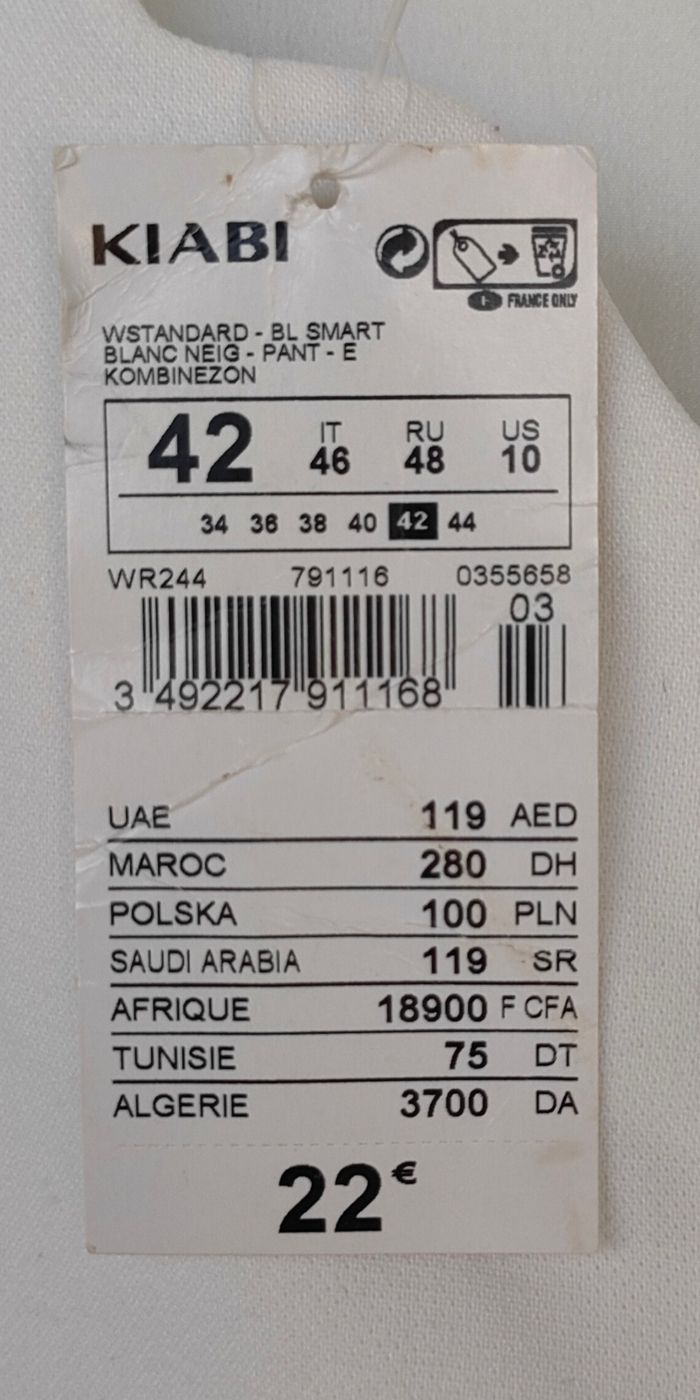 KIABI
FRANCE ONLY
WSTANDARD - BL SMART
BLANC NEIG - PANT - E
KOMBINEZON
42 IT 46 RU 48 US 10
34 36 38 40 42 44
WR244 791116 0355658
03
3 492217 911168
UAE 119 AED
MAROC 280 DH
POLSKA 100 PLN
SAUDI ARABIA 119 SR
AFRIQUE 18900 F CFA
TUNISIE 75 DT
ALGERIE 3700 DA
22€